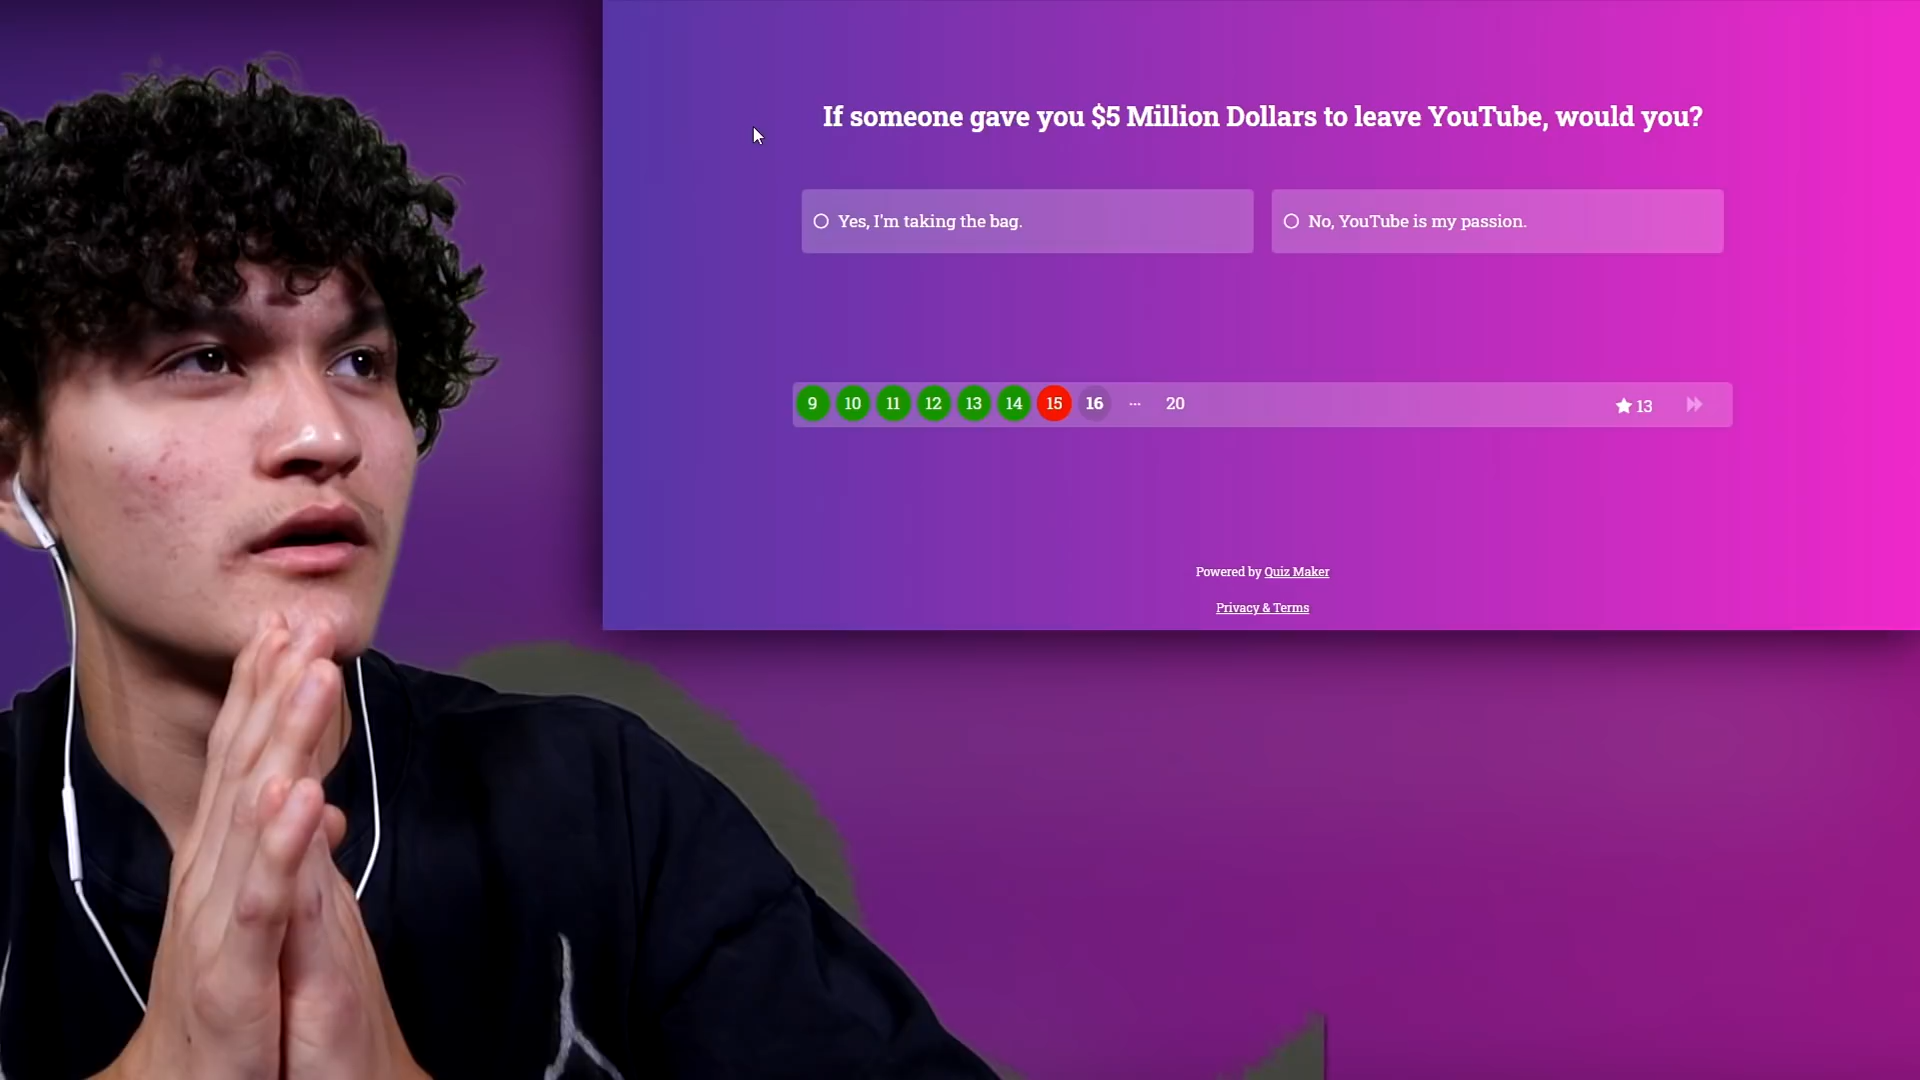 If someone gave you $5 Million Dollars to leave YouTube, would you?
Yes, I'm taking the bag.
No, YouTube is my passion.
9 10 11 12 13 14 15 16 ... 20 13
Powered by Quiz Maker
Privacy & Terms